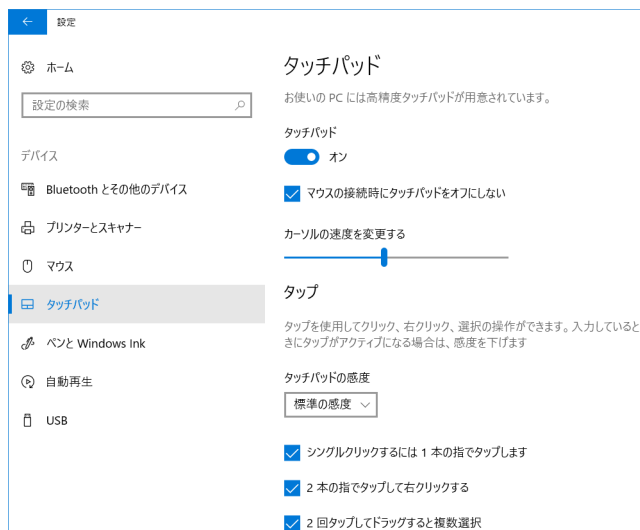 設定
ホーム
設定の検索
デバイス
Bluetooth とその他のデバイス
プリンターとスキャナー
マウス
タッチパッド
ペンと Windows Ink
自動再生
USB
タッチパッド
お使いの PC には高精度タッチパッドが用意されています。
タッチパッド
オン
マウスの接続時にタッチパッドをオフにしない
カーソルの速度を変更する
タップ
タップを使用してクリック、右クリック、選択の操作ができます。入力していると
きにタップがアクティブになる場合は、感度を下げます
タッチパッドの感度
標準の感度
シングルクリックするには 1 本の指でタップします
2 本の指でタップして右クリックする
2 回タップしてドラッグすると複数選択